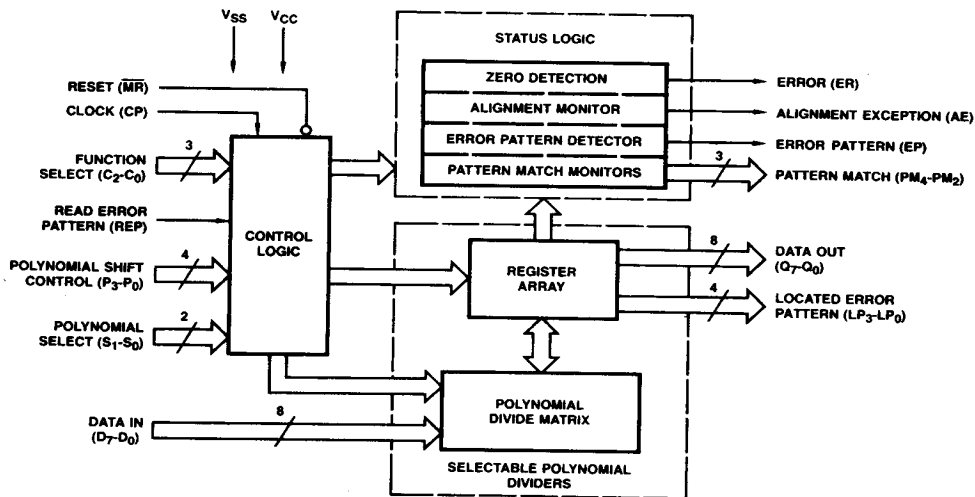 VSS
VCC
RESET (MR)
CLOCK (CP)
3
FUNCTION
SELECT (C2-C0)
READ ERROR
PATTERN (REP)
4
POLYNOMIAL SHIFT
CONTROL (P3-P0)
2
POLYNOMIAL
SELECT (S1-S0)
8
DATA IN
(D7-D0)
CONTROL
LOGIC
STATUS LOGIC
ZERO DETECTION
ALIGNMENT MONITOR
ERROR PATTERN DETECTOR
PATTERN MATCH MONITORS
ERROR (ER)
ALIGNMENT EXCEPTION (AE)
ERROR PATTERN (EP)
3
PATTERN MATCH (PM4-PM2)
REGISTER
ARRAY
8
DATA OUT
(Q7-Q0)
4
LOCATED ERROR
PATTERN (LP3-LP0)
POLYNOMIAL
DIVIDE MATRIX
SELECTABLE POLYNOMIAL
DIVIDERS